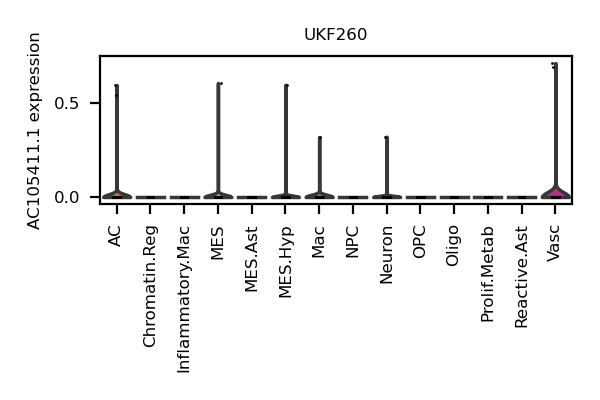 UKF260
AC105411.1 expression
0.5
0.0
AC
Chromatin.Reg
Inflammatory.Mac
MES
MES.Ast
MES.Hyp
Mac
NPC
Neuron
OPC
Oligo
Prolif.Metab
Reactive.Ast
Vasc